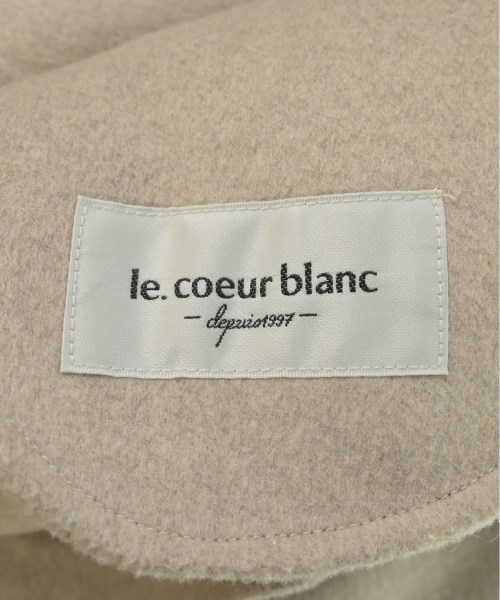 le. coeur blanc
- depuis1997 -